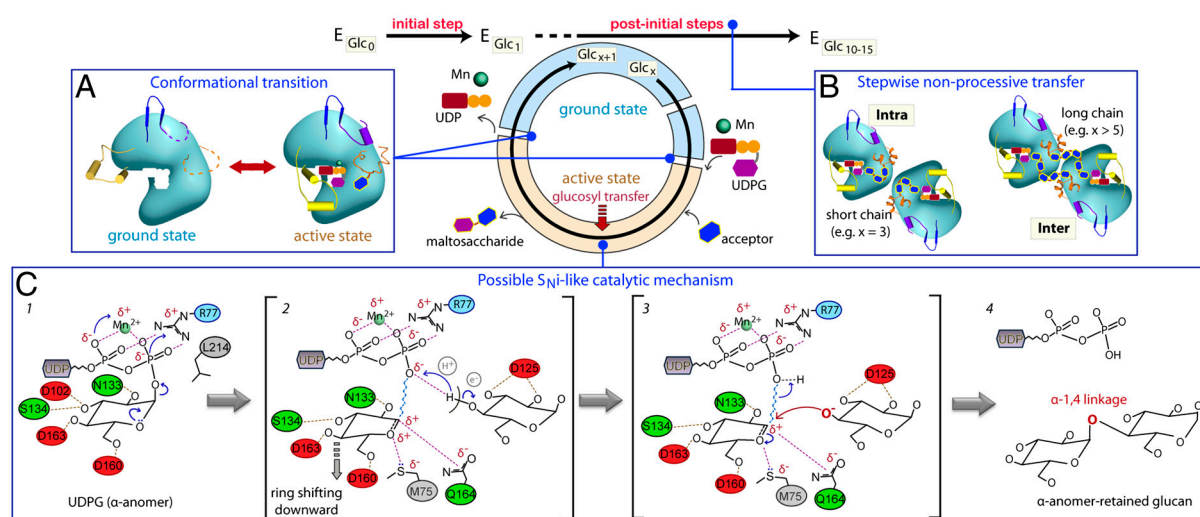 E Glc0
initial step
E Glc1
post-initial steps
E Glc10-15
A
Conformational transition
ground state
active state
Mn
UDP
Glcx+1
Glcx
ground state
active state
glucosyl transfer
Mn
UDPG
maltosaccharide
acceptor
B
Stepwise non-processive transfer
Intra
long chain
(e.g. x > 5)
short chain
(e.g. x = 3)
Inter
C
Possible SNi-like catalytic mechanism
1
δ+
Mn2+
δ-
δ+
N
N
R77
δ-
P
O
O
P
O
O
O
L214
UDP
O
N133
D102
S134
D163
D160
UDPG (α-anomer)
2
δ+
Mn2+
δ-
δ+
N
N
R77
δ-
UDP
δ-
H+
e-
H
D125
N133
S134
δ+
δ+
D163
D160
δ-
S
M75
δ-
Q164
ring shifting
downward
3
δ+
Mn2+
δ-
δ+
N
N
R77
δ-
UDP
O
H
D125
N133
O-
S134
δ+
D163
D160
δ-
S
M75
δ-
Q164
4
UDP
P
O
O
P
O
OH
α-1,4 linkage
O
α-anomer-retained glucan